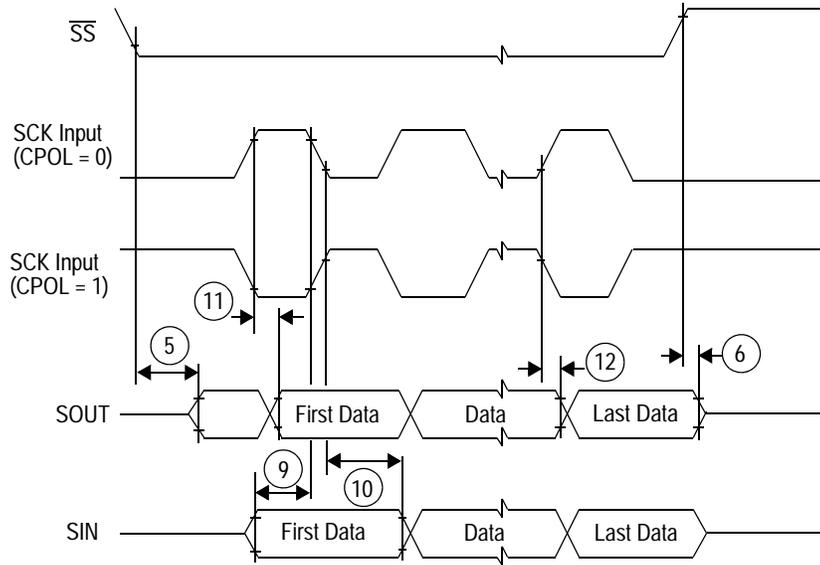 SS
SCK Input
(CPOL = 0)
SCK Input
(CPOL = 1)
11
5
12
6
SOUT
First Data
Data
Last Data
9
10
SIN
First Data
Data
Last Data